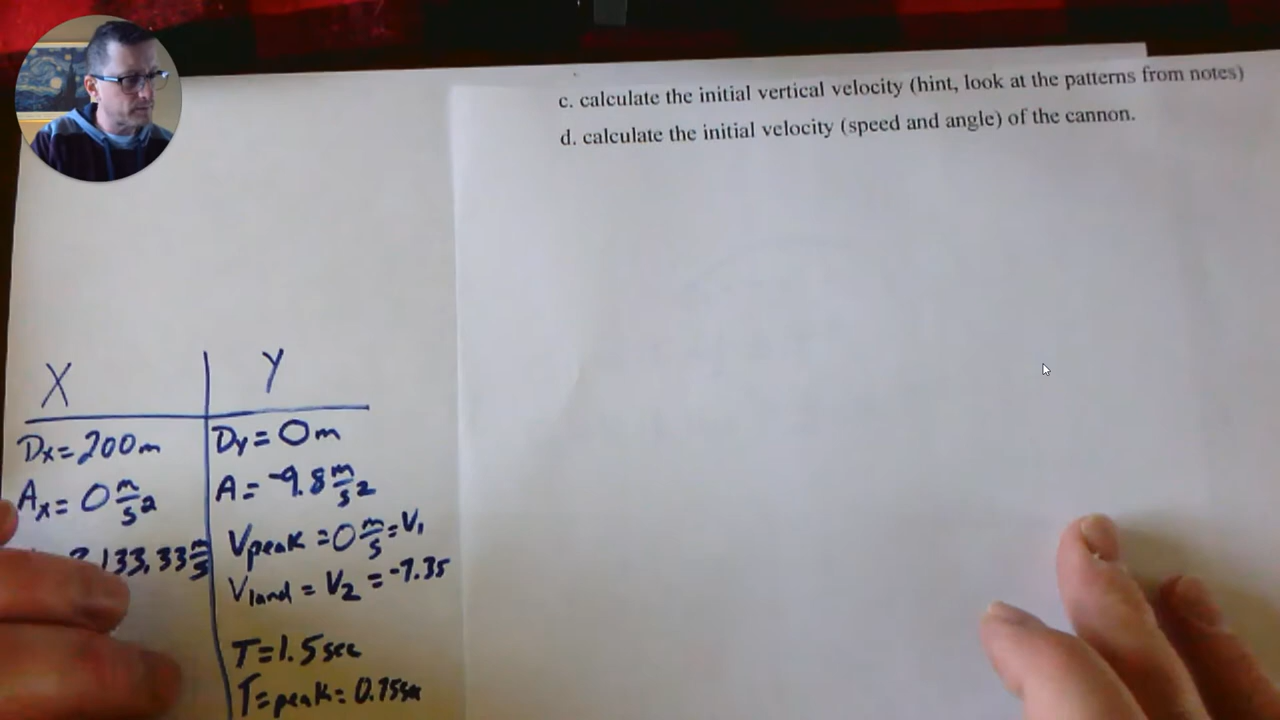 c. calculate the initial vertical velocity (hint, look at the patterns from notes)
d. calculate the initial velocity (speed and angle) of the cannon.
X
Y
Dx = 200m
Dy = 0m
Ax = 0 m/s2
A = -9.8 m/s2
133.33 m/s
Vpeak = 0 m/s = V1
Vland = V2 = -7.35
T = 1.5 sec
T=peak = 0.75sec